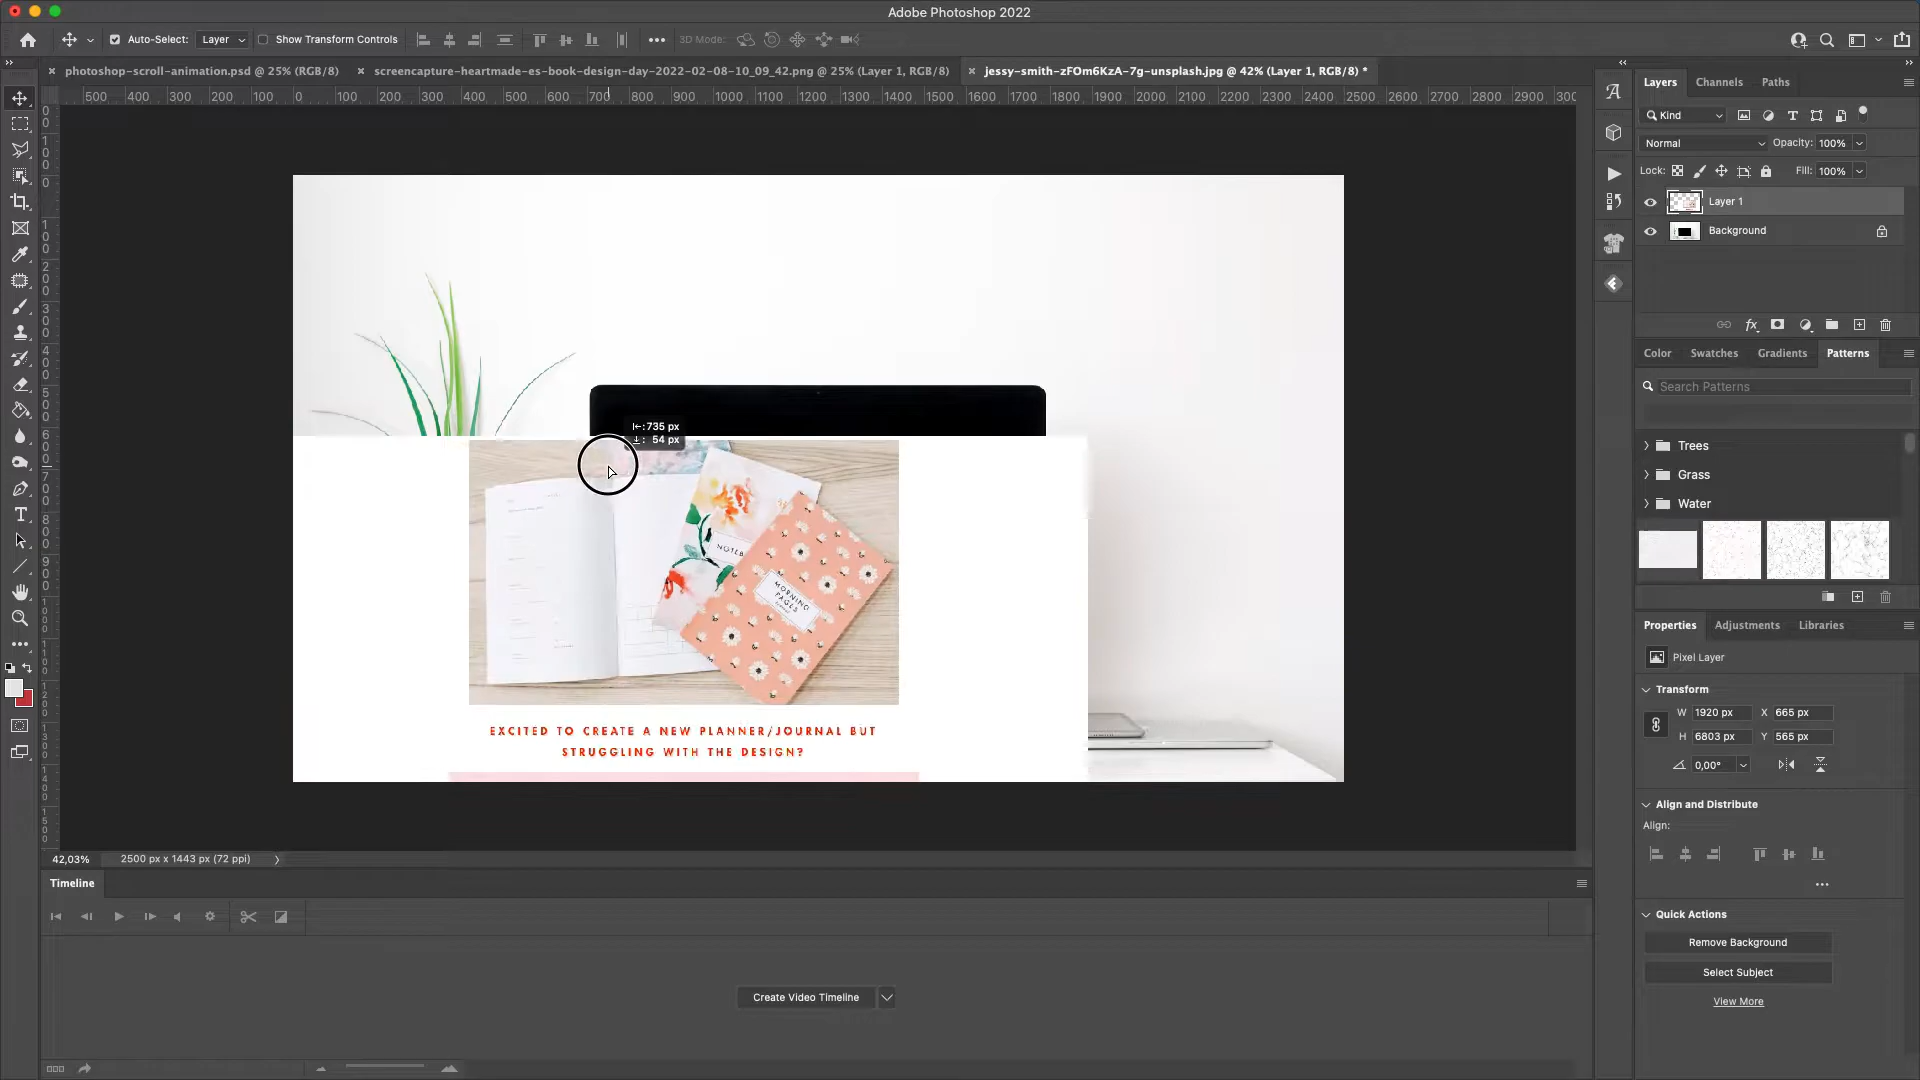 Adobe Photoshop 2022
Auto-Select: Layer Show Transform Controls 3D Mode:
photoshop-scroll-animation.psd @ 25% (RGB/8) screencapture-heartmade-es-book-design-day-2022-02-08-10_09_42.png @ 25% (Layer 1, RGB/8) jessy-smith-zFOm6KzA-7g-unsplash.jpg @ 42% (Layer 1, RGB/8) *
500 400 300 200 100 0 100 200 300 400 500 600 700 800 900 1000 1100 1200 1300 1400 1500 1600 1700 1800 1900 2000 2100 2200 2300 2400 2500 2600 2700 2800 2900
Layers Channels Paths
Kind
Normal Opacity: 100%
Lock: Fill: 100%
Layer 1
Background
Color Swatches Gradients Patterns
Search Patterns
Trees
Grass
Water
735 px
54 px
MORNING
PAGES
EXCITED TO CREATE A NEW PLANNER/JOURNAL BUT
STRUGGLING WITH THE DESIGN?
Properties Adjustments Libraries
Pixel Layer
Transform
W 1920 px X 665 px
H 6803 px Y 565 px
0,00°
Align and Distribute
Align:
Quick Actions
Remove Background
Select Subject
View More
42,03% 2500 px x 1443 px (72 ppi)
Timeline
Create Video Timeline